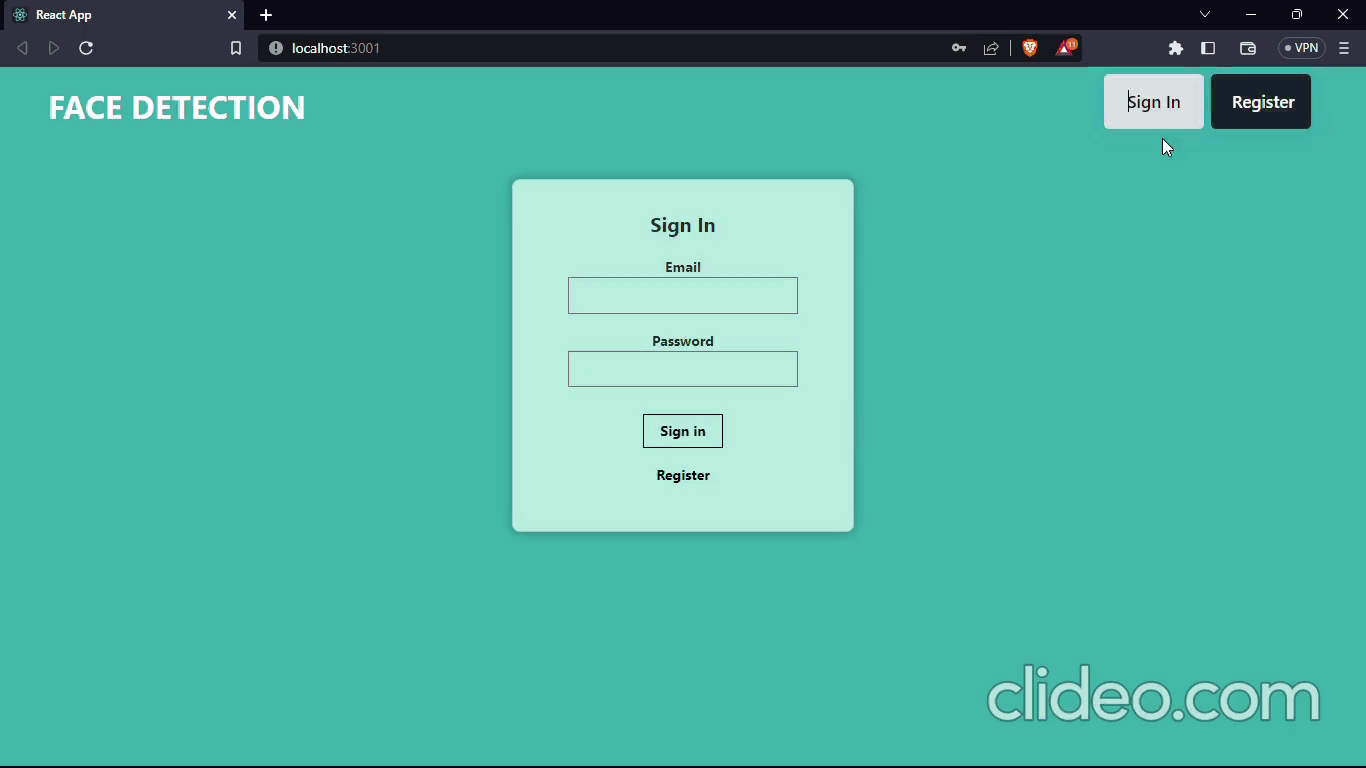 React App
localhost:3001
11
VPN
FACE DETECTION
Sign In
Register
Sign In
Email
Password
Sign in
Register
clideo.com